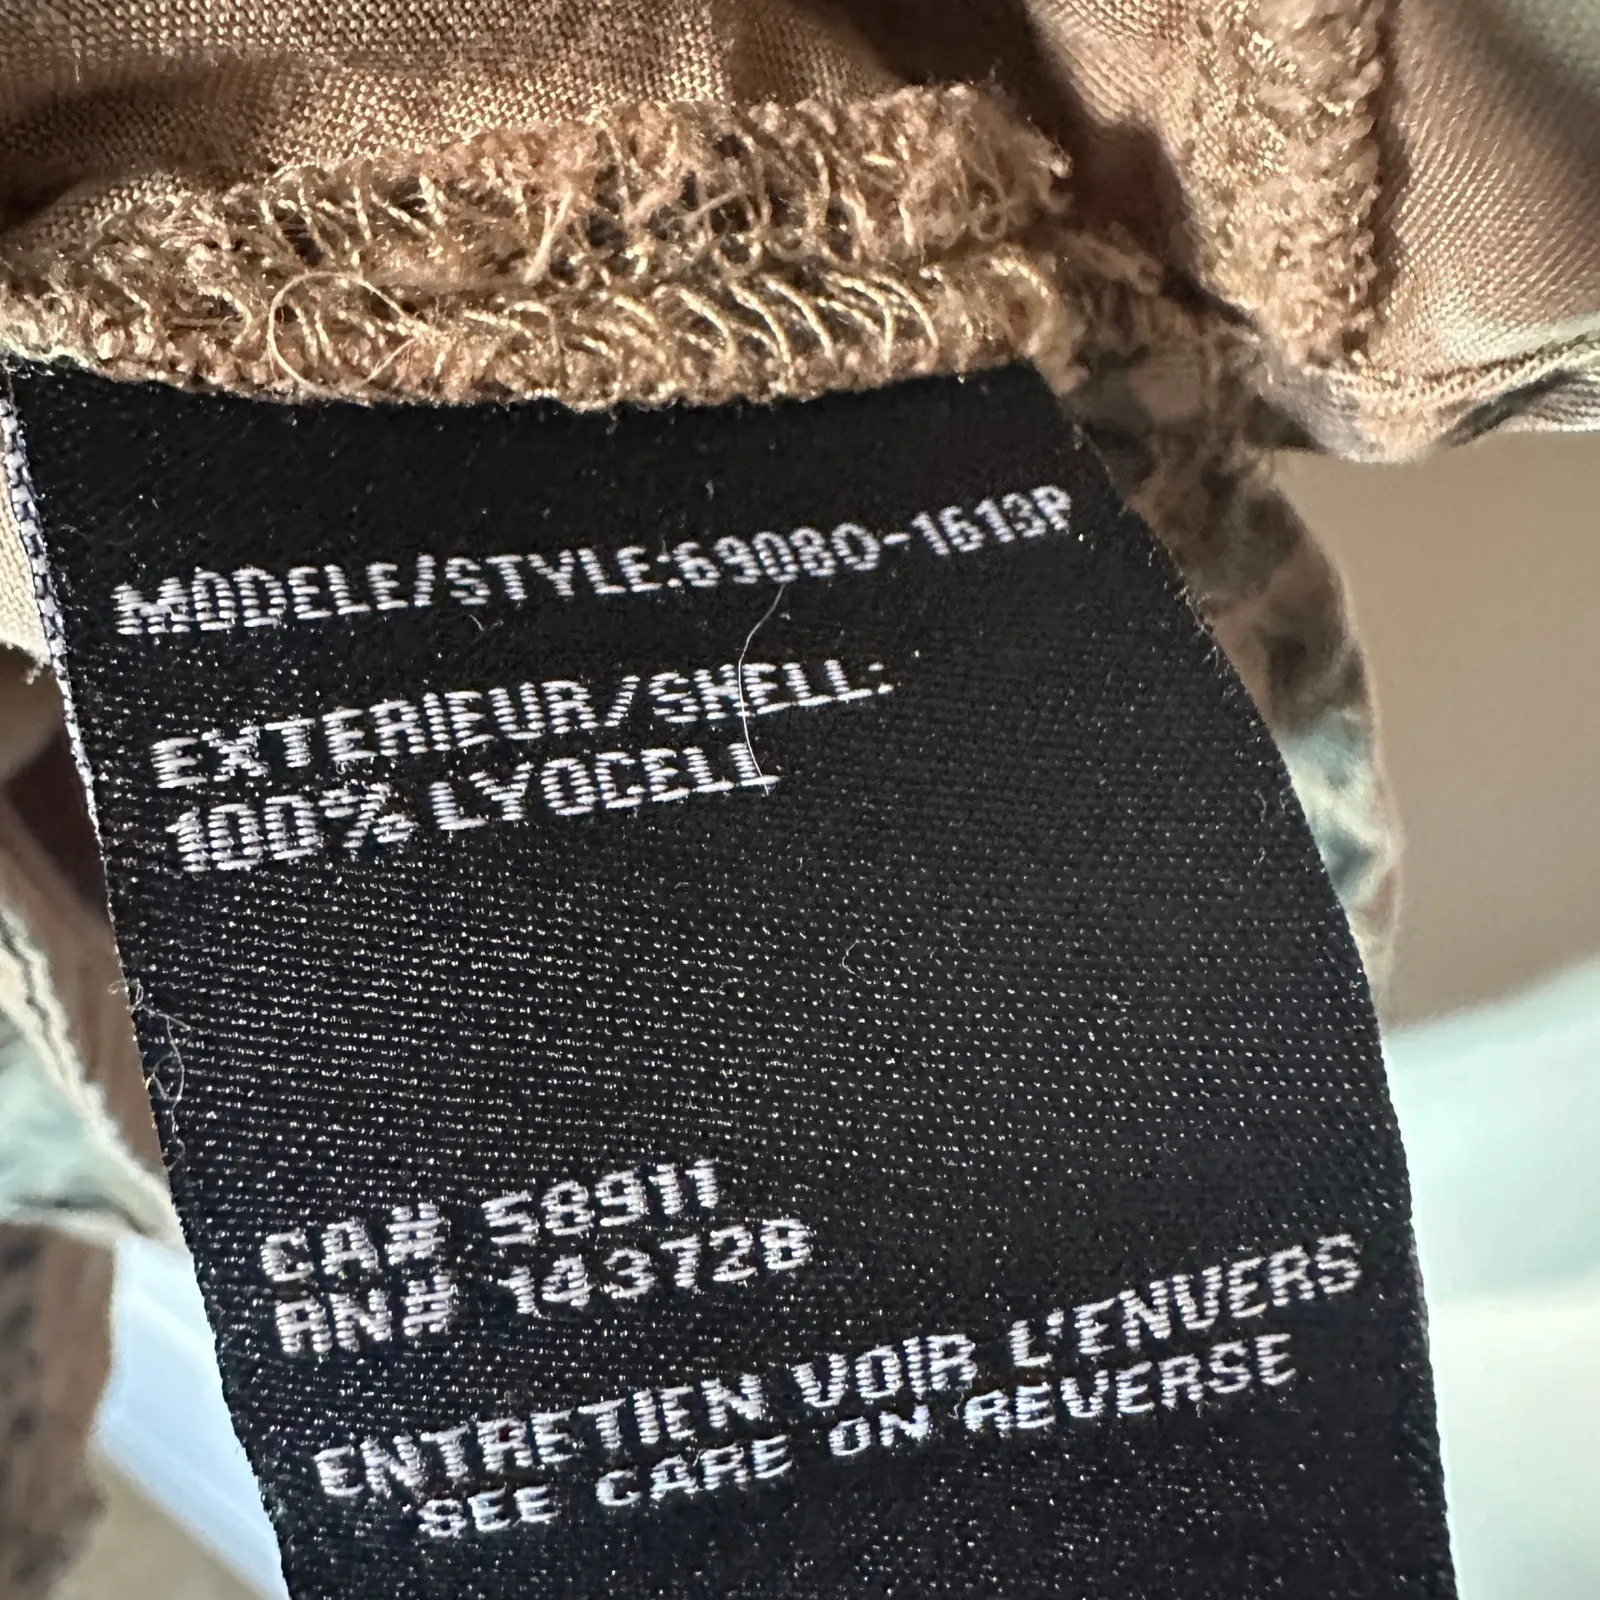 MODELE/STYLE:69080-1613P
EXTERIEUR/SHELL:
100% LYOCELL
CA# 58911
RN# 143728
ENTRETIEN VOIR L'ENVERS
SEE CARE ON REVERSE